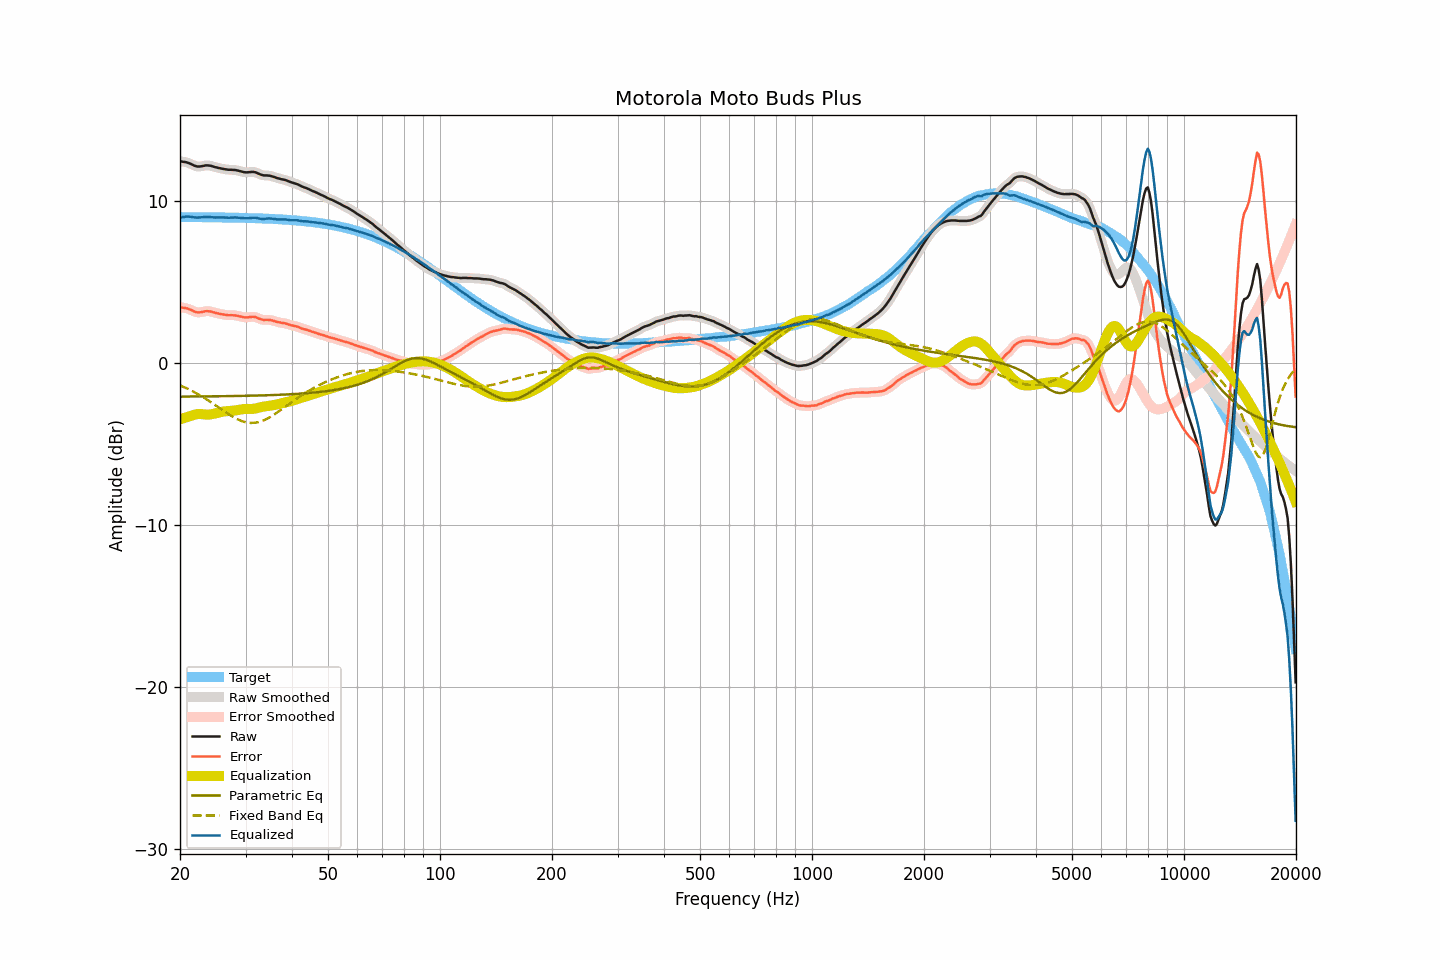 Motorola Moto Buds Plus
10
0
−10
−20
−30
Amplitude (dBr)
Target
Raw Smoothed
Error Smoothed
Raw
Error
Equalization
Parametric Eq
Fixed Band Eq
Equalized
20 50 100 200 500 1000 2000 5000 10000 20000
Frequency (Hz)